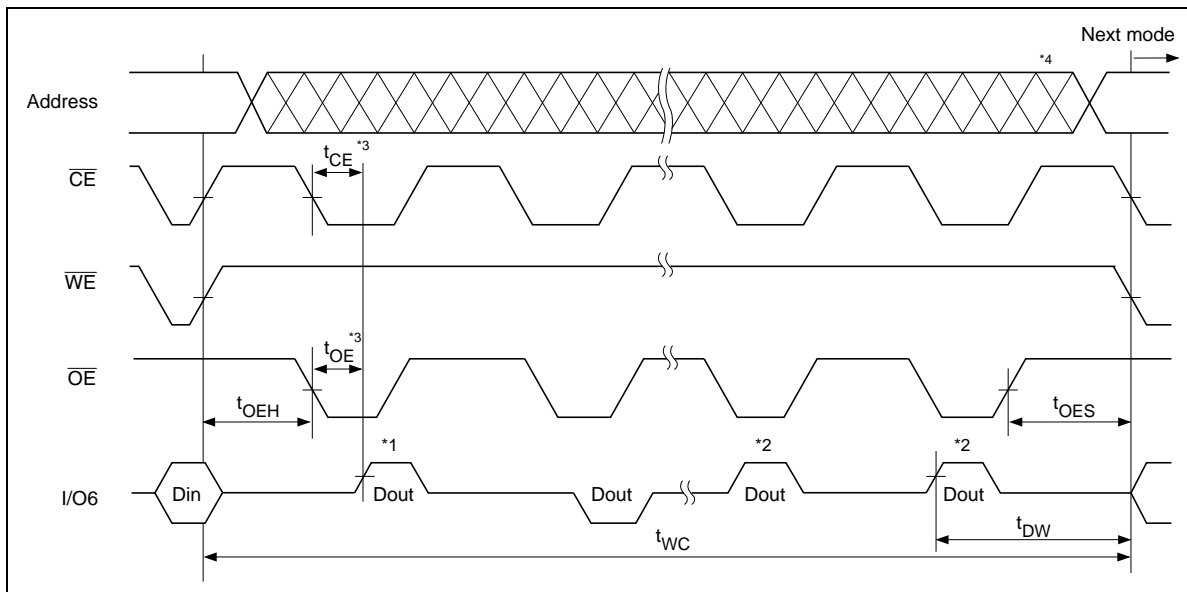 Next mode
*4
Address
tCE *3
CE
WE
tOE *3
OE
tOEH
tOES
*1
*2
*2
I/O6
Din
Dout
Dout
Dout
Dout
tWC
tDW